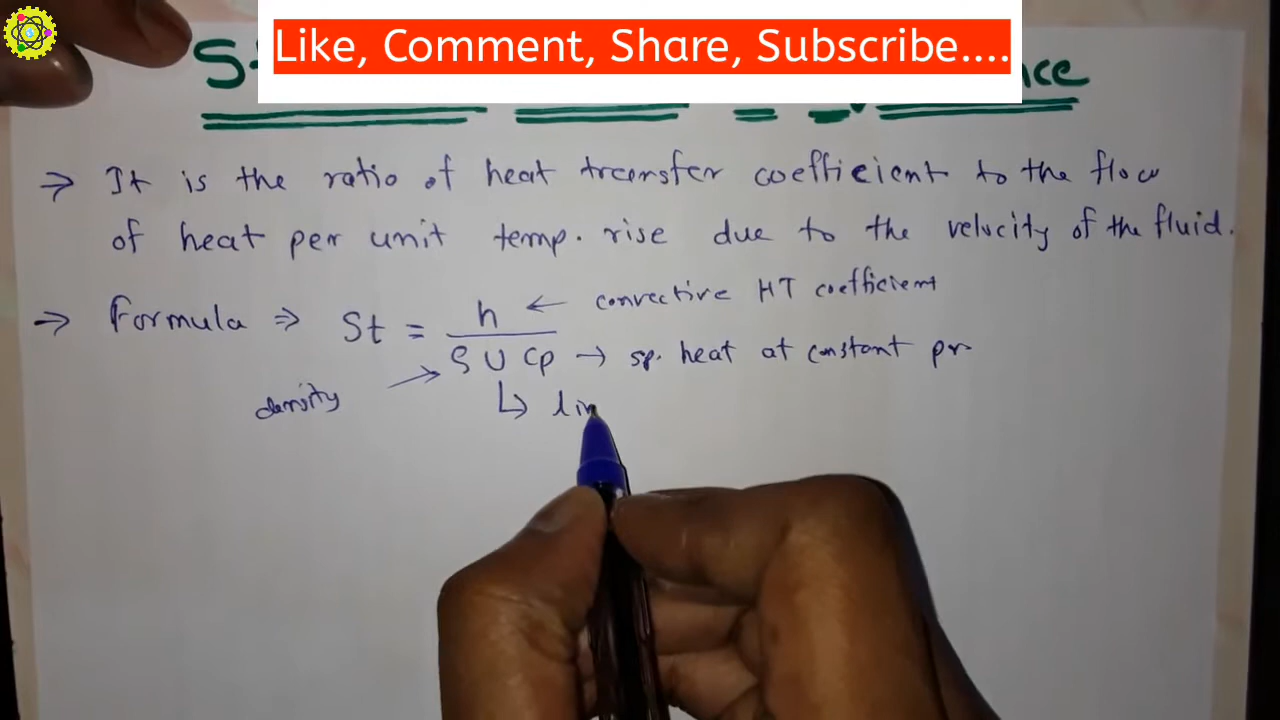 Like, Comment, Share, Subscribe....
→ It is the ratio of heat transfer coefficient to the flow
of heat per unit temp. rise due to the velocity of the fluid.
→ Formula ⇒ St = h / ρ U Cp
← convective HT coefficient
→ sp. heat at constant pr
density →
↳ lin